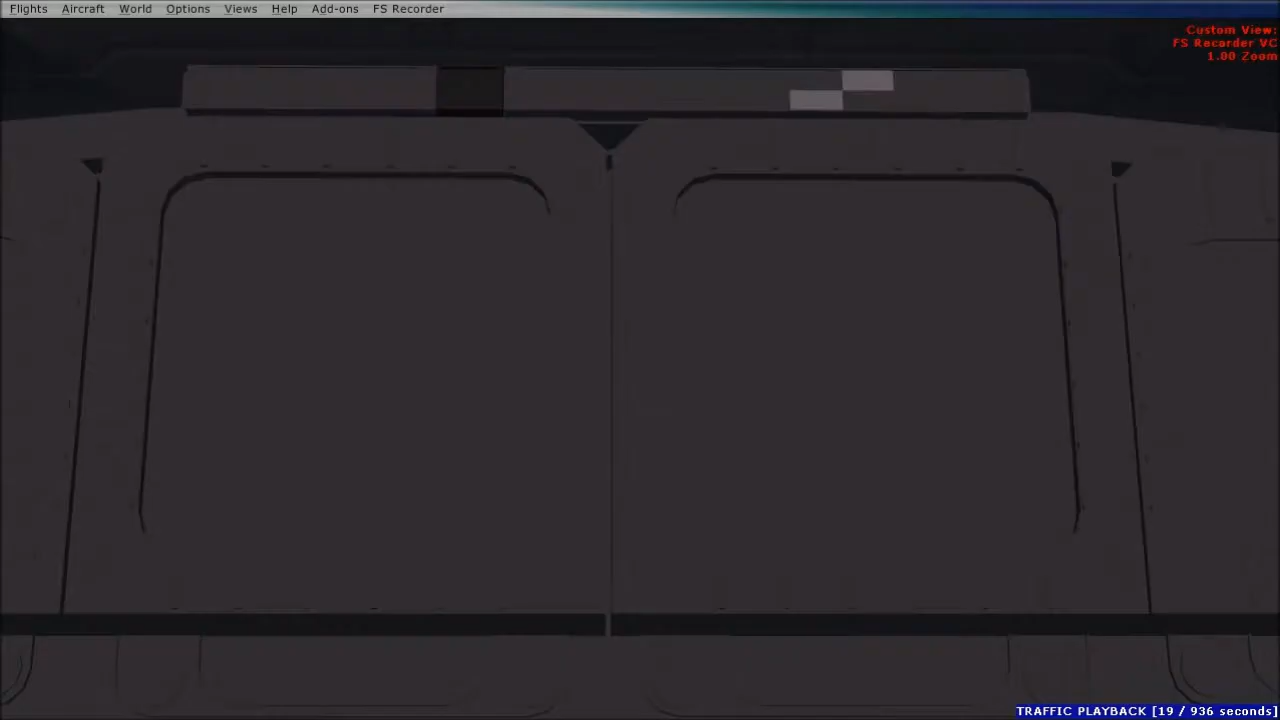 Flights Aircraft World Options Views Help Add-ons FS Recorder
Custom View:
FS Recorder VC
1.00 Zoom
TRAFFIC PLAYBACK [19 / 936 seconds]